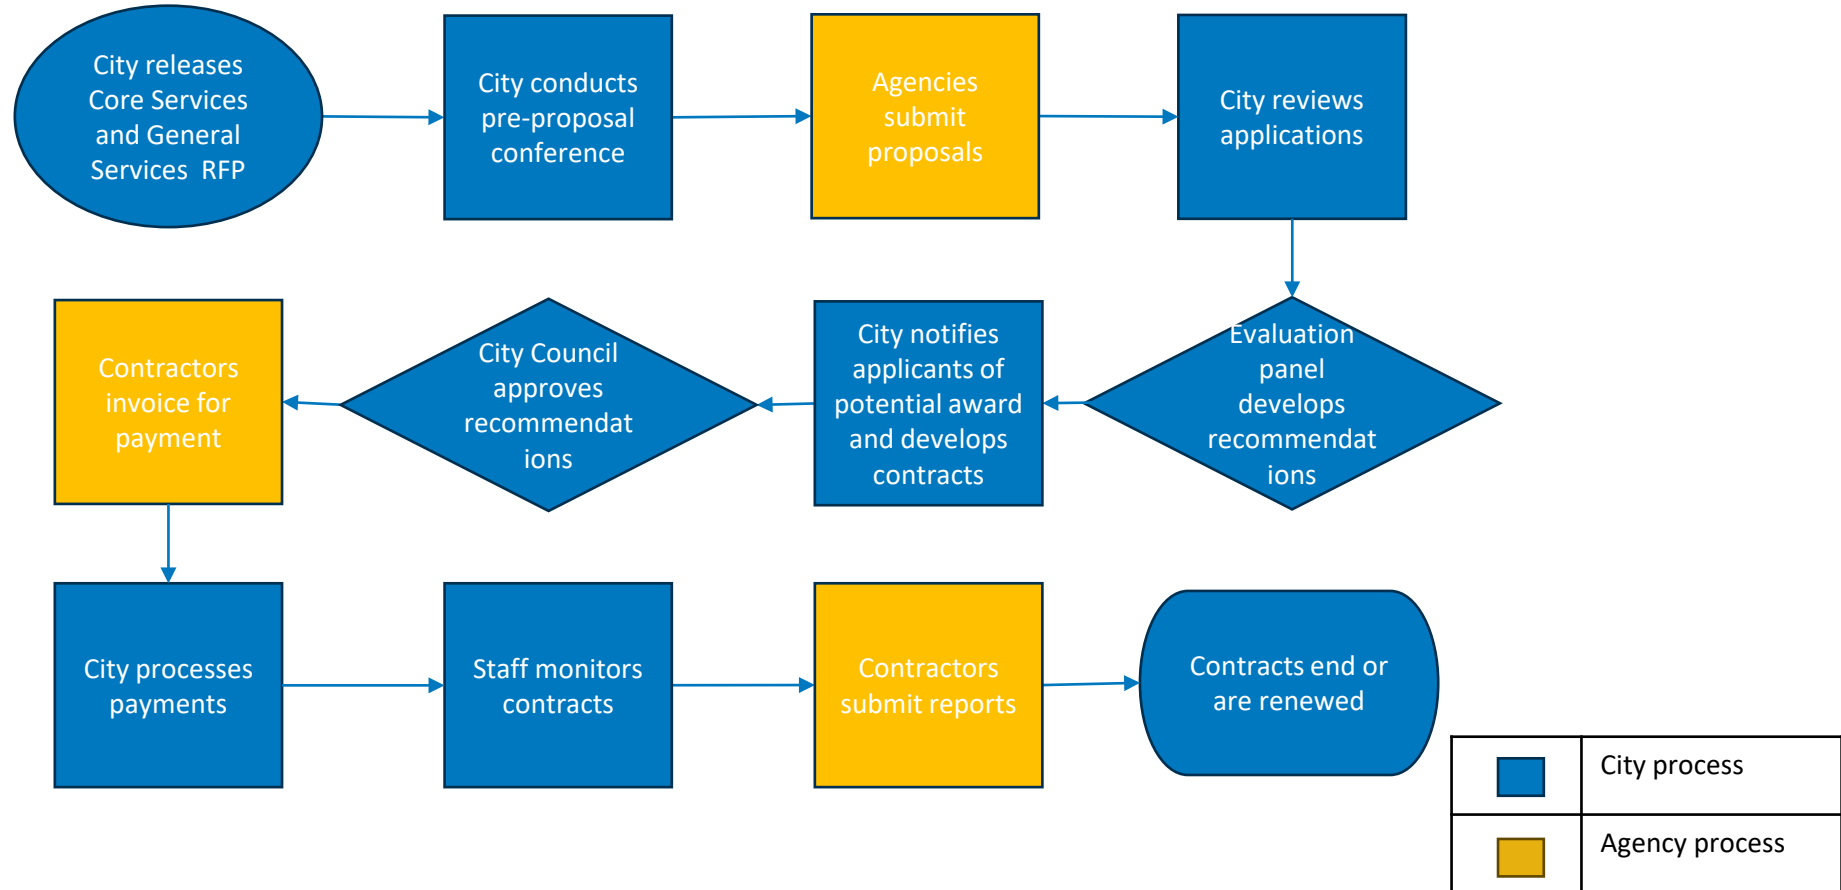 City releases
Core Services
and General
Services  RFP
City conducts
pre-proposal
conference
Agencies
submit
proposals
City reviews
applications
Contractors
invoice for
payment
City Council
approves
recommendat
ions
City notifies
applicants of
potential award
and develops
contracts
Evaluation
panel
develops
recommendat
ions
City processes
payments
Staff monitors
contracts
Contractors
submit reports
Contracts end or
are renewed
City process
Agency process